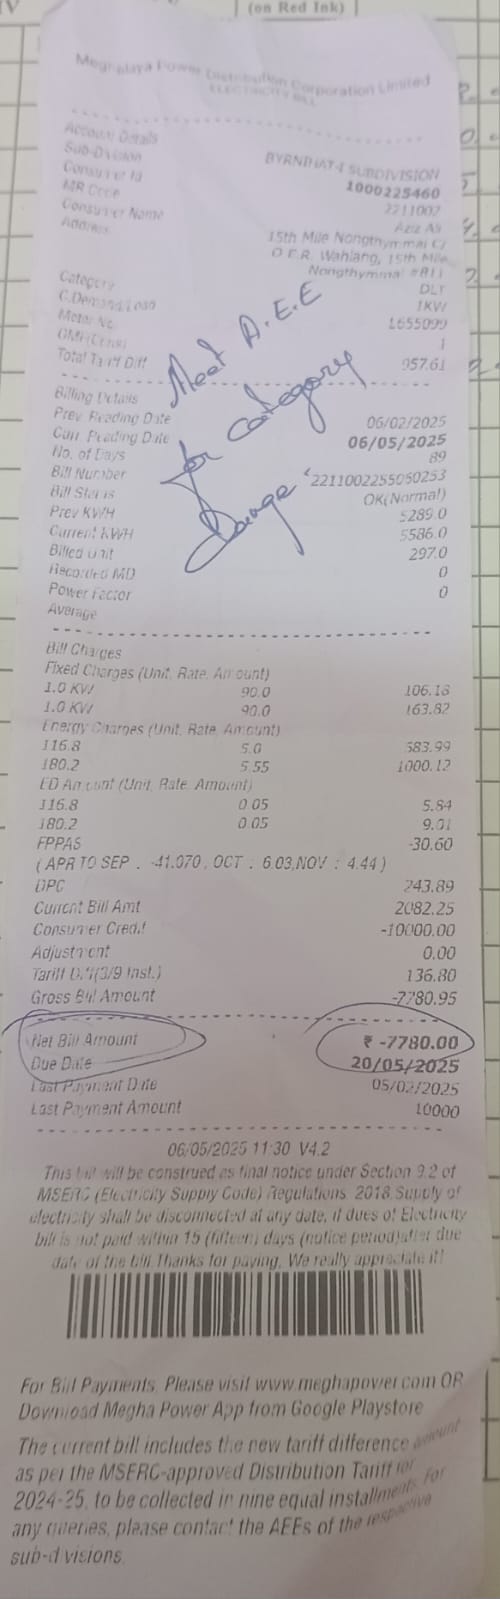 (on Red Ink)
Meghalaya Power Distribution Corporation Limited
ELECTRICITY BILL
Account Details
Sub-Division BYRNIHAT-I SUBDIVISION
Consumer Id 1000225460
MR Code 2211002
Consumer Name Aziz Ali
Address 15th Mile Nongthymmai C/
O E.R. Wahlang, 15th Mile
Nongthymmai #811
Category DLT
C.Demand/Load 1KW
Meter No. 1655099
1
Total Tariff Diff 957.61
Meet A.E.E
for category
Billing Details
Prev. Reading Date 06/02/2025
Curr. Reading Date 06/05/2025
No. of Days 89
Bill Number 2211002255050253
Bill Status OK(Normal)
Prev KWH 5289.0
Current KWH 5586.0
Billed Unit 297.0
Recorded MD 0
Power Factor 0
Average
Bill Charges
Fixed Charges (Unit, Rate, Amount)
1.0 KW 90.0 106.18
1.0 KW 90.0 163.82
Energy Charges (Unit, Rate, Amount)
116.8 5.0 583.99
180.2 5.55 1000.12
ED Amount (Unit, Rate, Amount)
116.8 0.05 5.84
180.2 0.05 9.01
FPPAS -30.60
( APR TO SEP : -41.070, OCT : 6.03,NOV : 4.44 )
DPC 243.89
Current Bill Amt 2082.25
Consumer Credit -10000.00
Adjustment 0.00
Tariff Diff(3/9 Inst.) 136.80
Gross Bill Amount -7780.95
Net Bill Amount ₹ -7780.00
Due Date 20/05/2025
Last Payment Date 05/02/2025
Last Payment Amount 10000
06/05/2025 11:30 V4.2
This bill will be construed as final notice under Section 9.2 of
MSERC (Electricity Supply Code) Regulations, 2018.Supply of
electricity shall be disconnected at any date, if dues of Electricity
bill is not paid within 15 (fifteen) days (notice period)after due
date of the bill.Thanks for paying. We really appreciate it!
For Bill Payments, Please visit www.meghapower.com OR
Download Megha Power App from Google Playstore
The current bill includes the new tariff difference amount
as per the MSERC-approved Distribution Tariff for
2024-25, to be collected in nine equal installments. For
any queries, please contact the AEEs of the respective
sub-divisions.